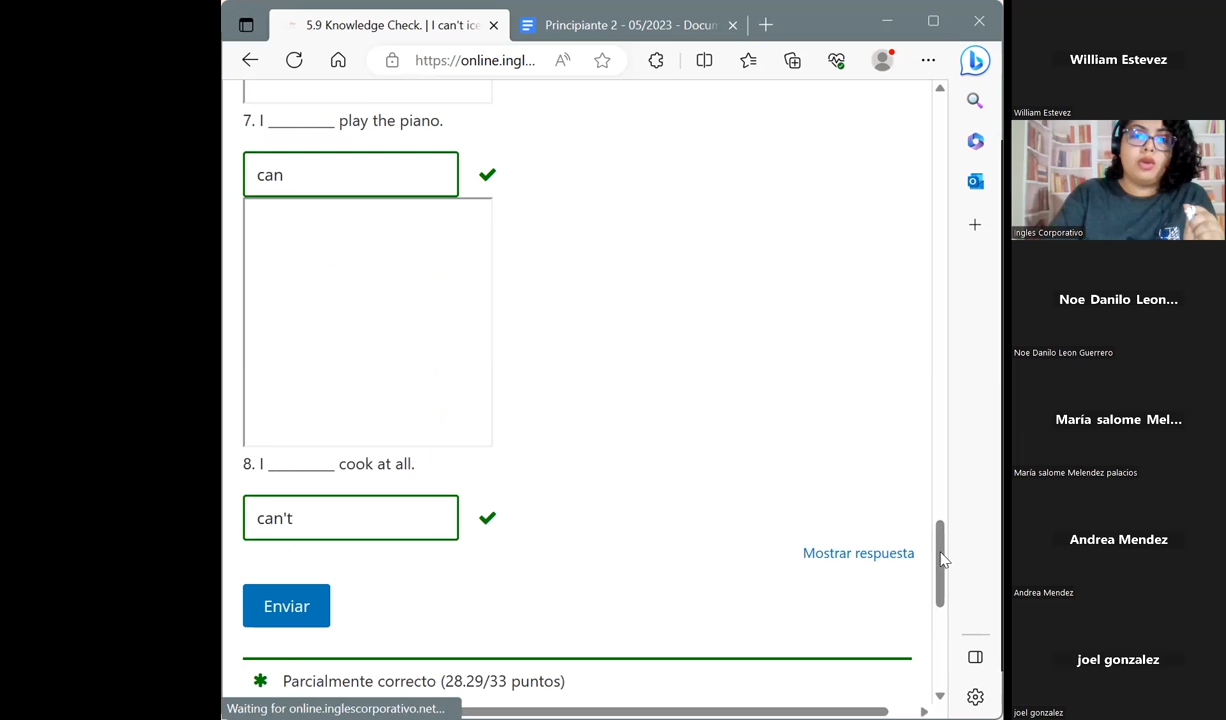 5.9 Knowledge Check. | I can't ice
Principiante 2 - 05/2023 - Docum
https://online.ingl...
7. I ________ play the piano.
can
8. I ________ cook at all.
can't
Mostrar respuesta
Enviar
Parcialmente correcto (28.29/33 puntos)
Waiting for online.inglescorporativo.net...
William Estevez
William Estevez
Ingles Corporativo
Noe Danilo Leon...
Noe Danilo Leon Guerrero
María salome Mel...
María salome Melendez palacios
Andrea Mendez
Andrea Mendez
joel gonzalez
joel gonzalez